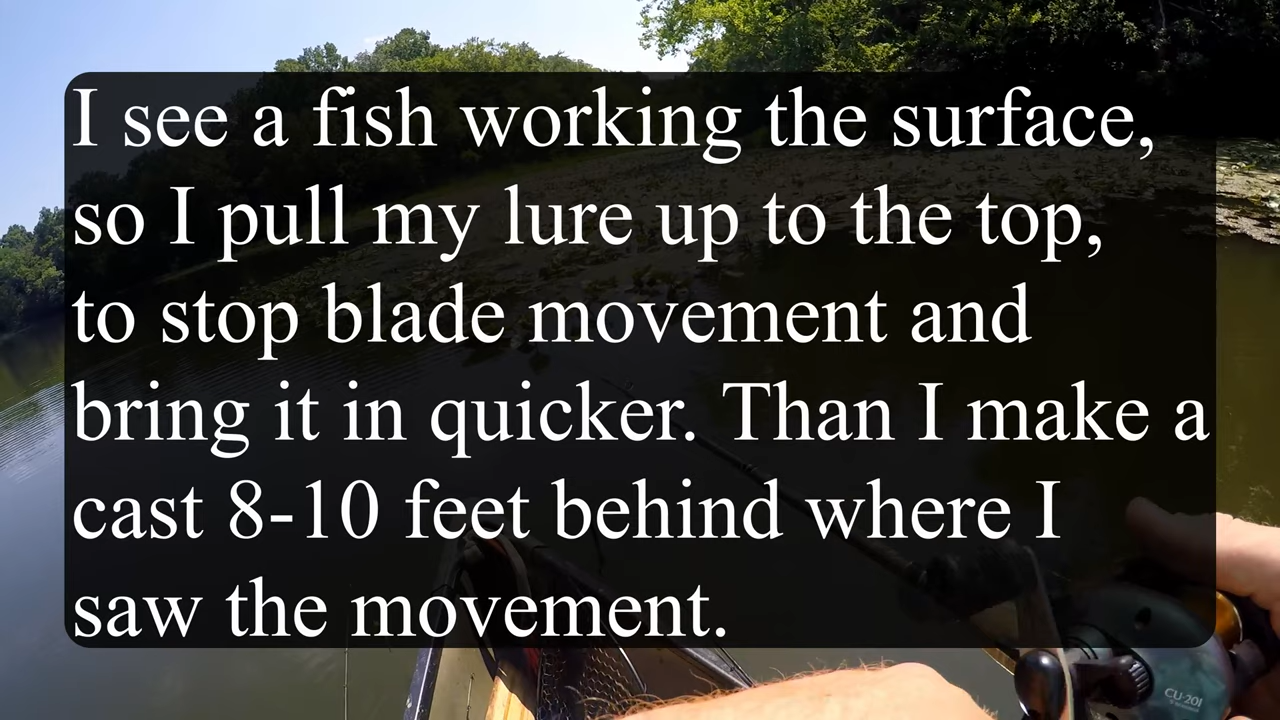 I see a fish working the surface,
so I pull my lure up to the top,
to stop blade movement and
bring it in quicker. Than I make a
cast 8-10 feet behind where I
saw the movement.
CU-201